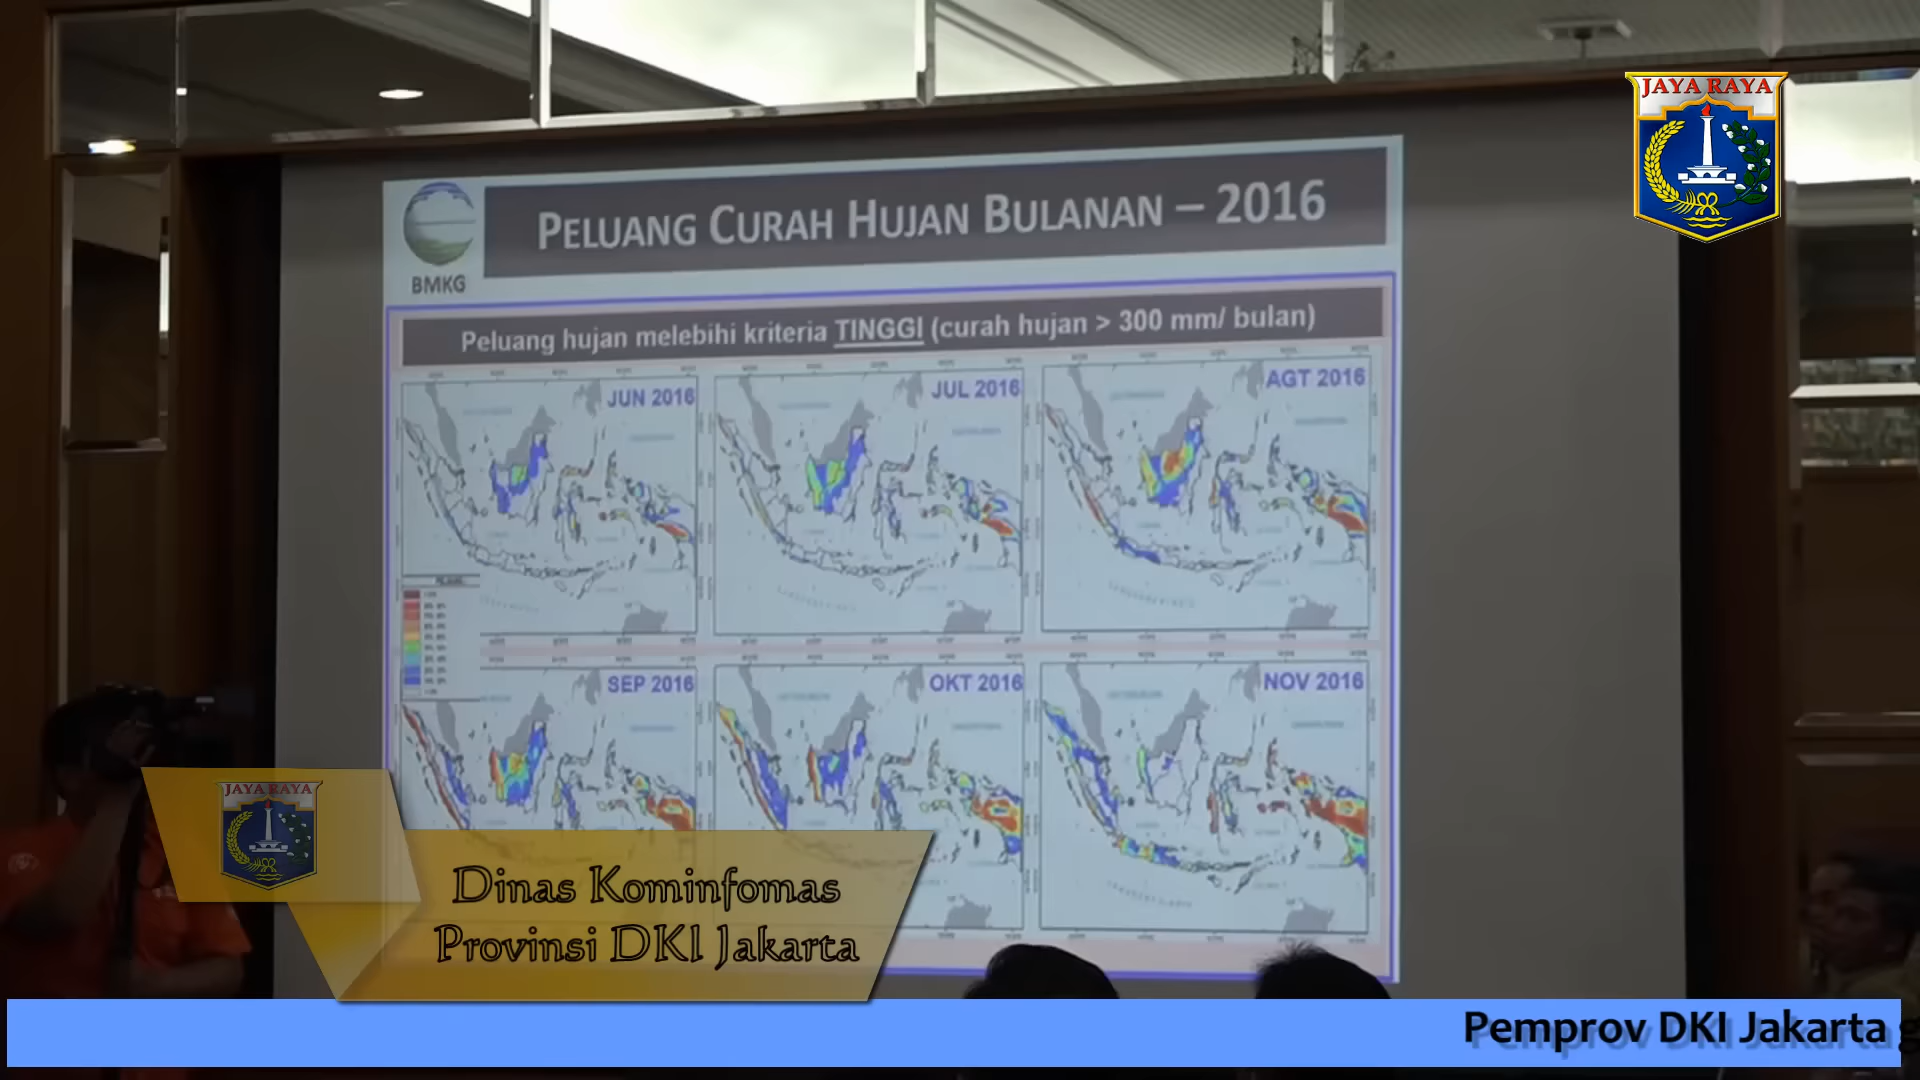 JAYA RAYA
PELUANG CURAH HUJAN BULANAN – 2016
BMKG
Peluang hujan melebihi kriteria TINGGI (curah hujan > 300 mm/ bulan)
JUN 2016
JUL 2016
AGT 2016
SEP 2016
OKT 2016
NOV 2016
JAYA RAYA
Dinas Kominfomas
Provinsi DKI Jakarta
Pemprov DKI Jakarta